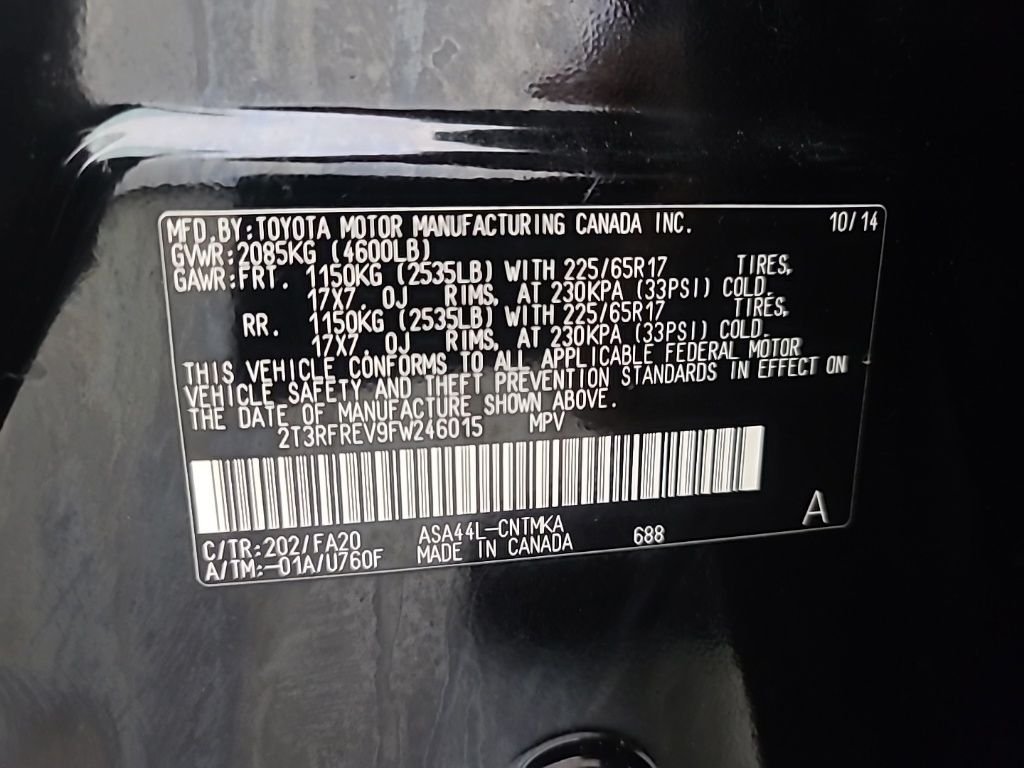 MFD. BY: TOYOTA MOTOR MANUFACTURING CANADA INC. 10/14
GVWR: 2085KG (4600LB)
GAWR: FRT. 1150KG (2535LB) WITH 225/65R17 TIRES,
17X7. 0J RIMS, AT 230KPA (33PSI) COLD.
RR. 1150KG (2535LB) WITH 225/65R17 TIRES,
17X7. 0J RIMS, AT 230KPA (33PSI) COLD.
THIS VEHICLE CONFORMS TO ALL APPLICABLE FEDERAL MOTOR
VEHICLE SAFETY AND THEFT PREVENTION STANDARDS IN EFFECT ON
THE DATE OF MANUFACTURE SHOWN ABOVE.
2T3RFREV9FW246015 MPV
C/TR: 202/FA20 ASA44L-CNTMKA 688 A
A/TM:-01A/U760F MADE IN CANADA